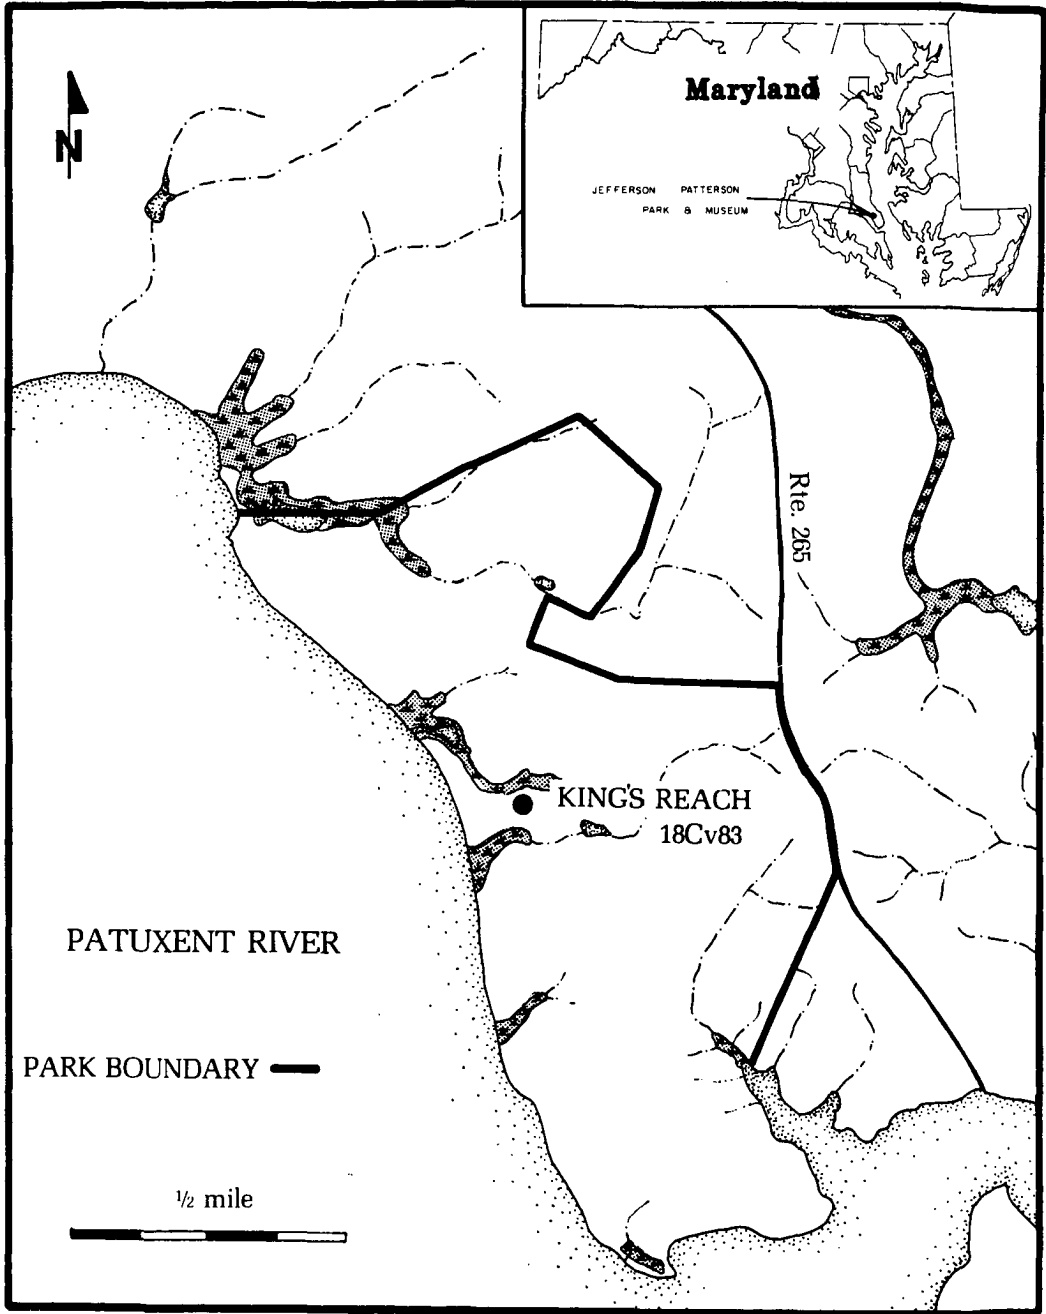 N
Maryland
JEFFERSON PATTERSON
PARK & MUSEUM
Rte. 265
KING'S REACH
18Cv83
PATUXENT RIVER
PARK BOUNDARY
½ mile